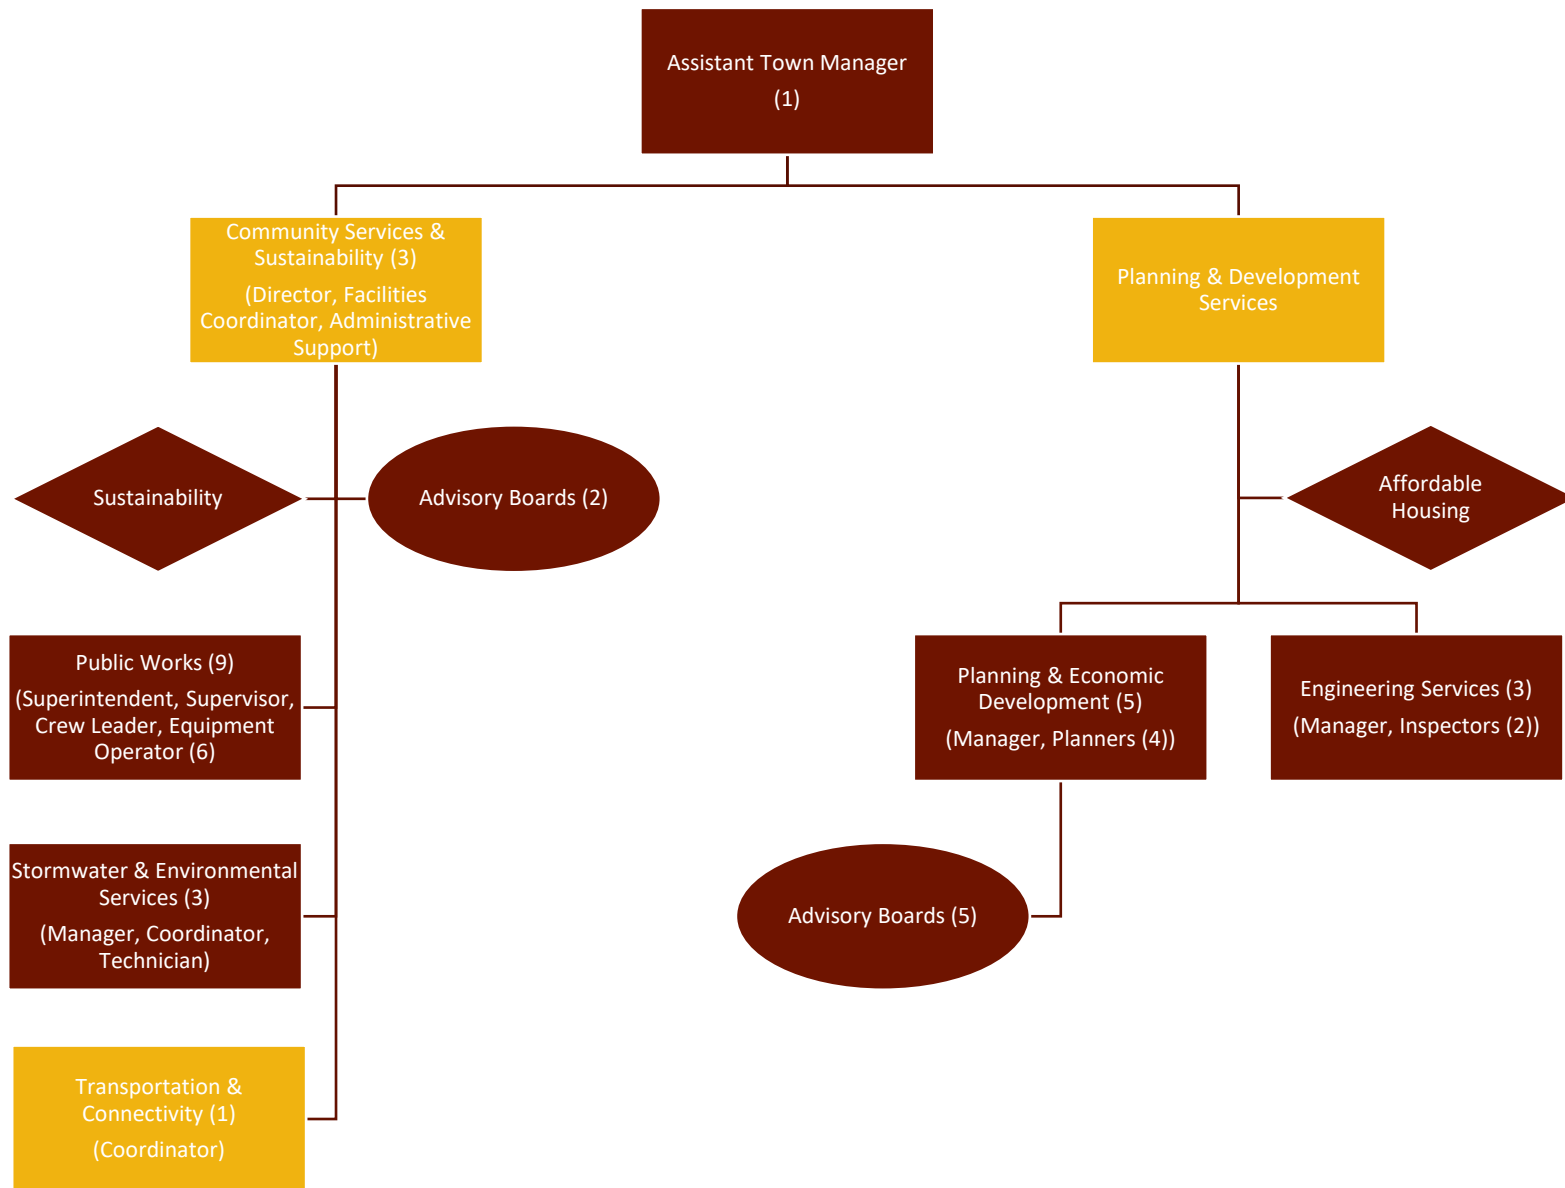 Assistant Town Manager
(1)
Community Services &
Sustainability (3)
(Director, Facilities
Coordinator, Administrative
Support)
Planning & Development
Services
Sustainability
Advisory Boards (2)
Affordable
Housing
Public Works (9)
(Superintendent, Supervisor,
Crew Leader, Equipment
Operator (6)
Planning & Economic
Development (5)
(Manager, Planners (4))
Engineering Services (3)
(Manager, Inspectors (2))
Stormwater & Environmental
Services (3)
(Manager, Coordinator,
Technician)
Advisory Boards (5)
Transportation &
Connectivity (1)
(Coordinator)